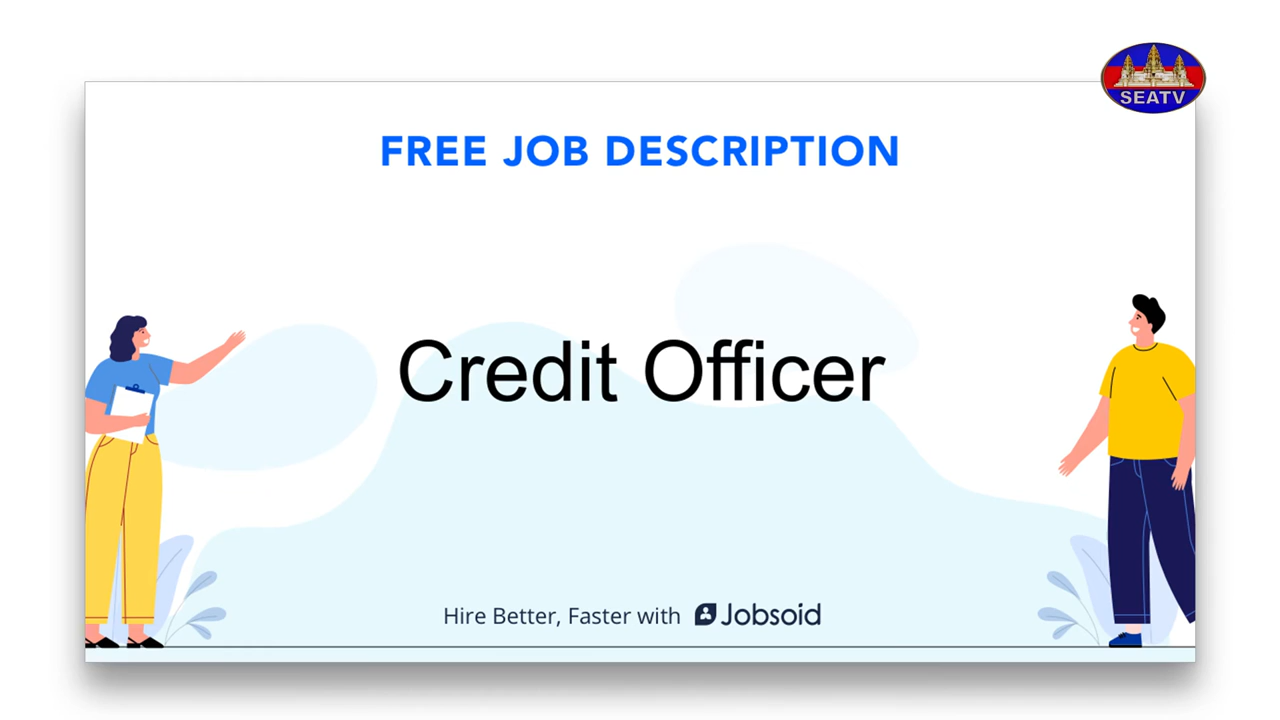 SEATV
FREE JOB DESCRIPTION
Credit Officer
Hire Better, Faster with Jobsoid